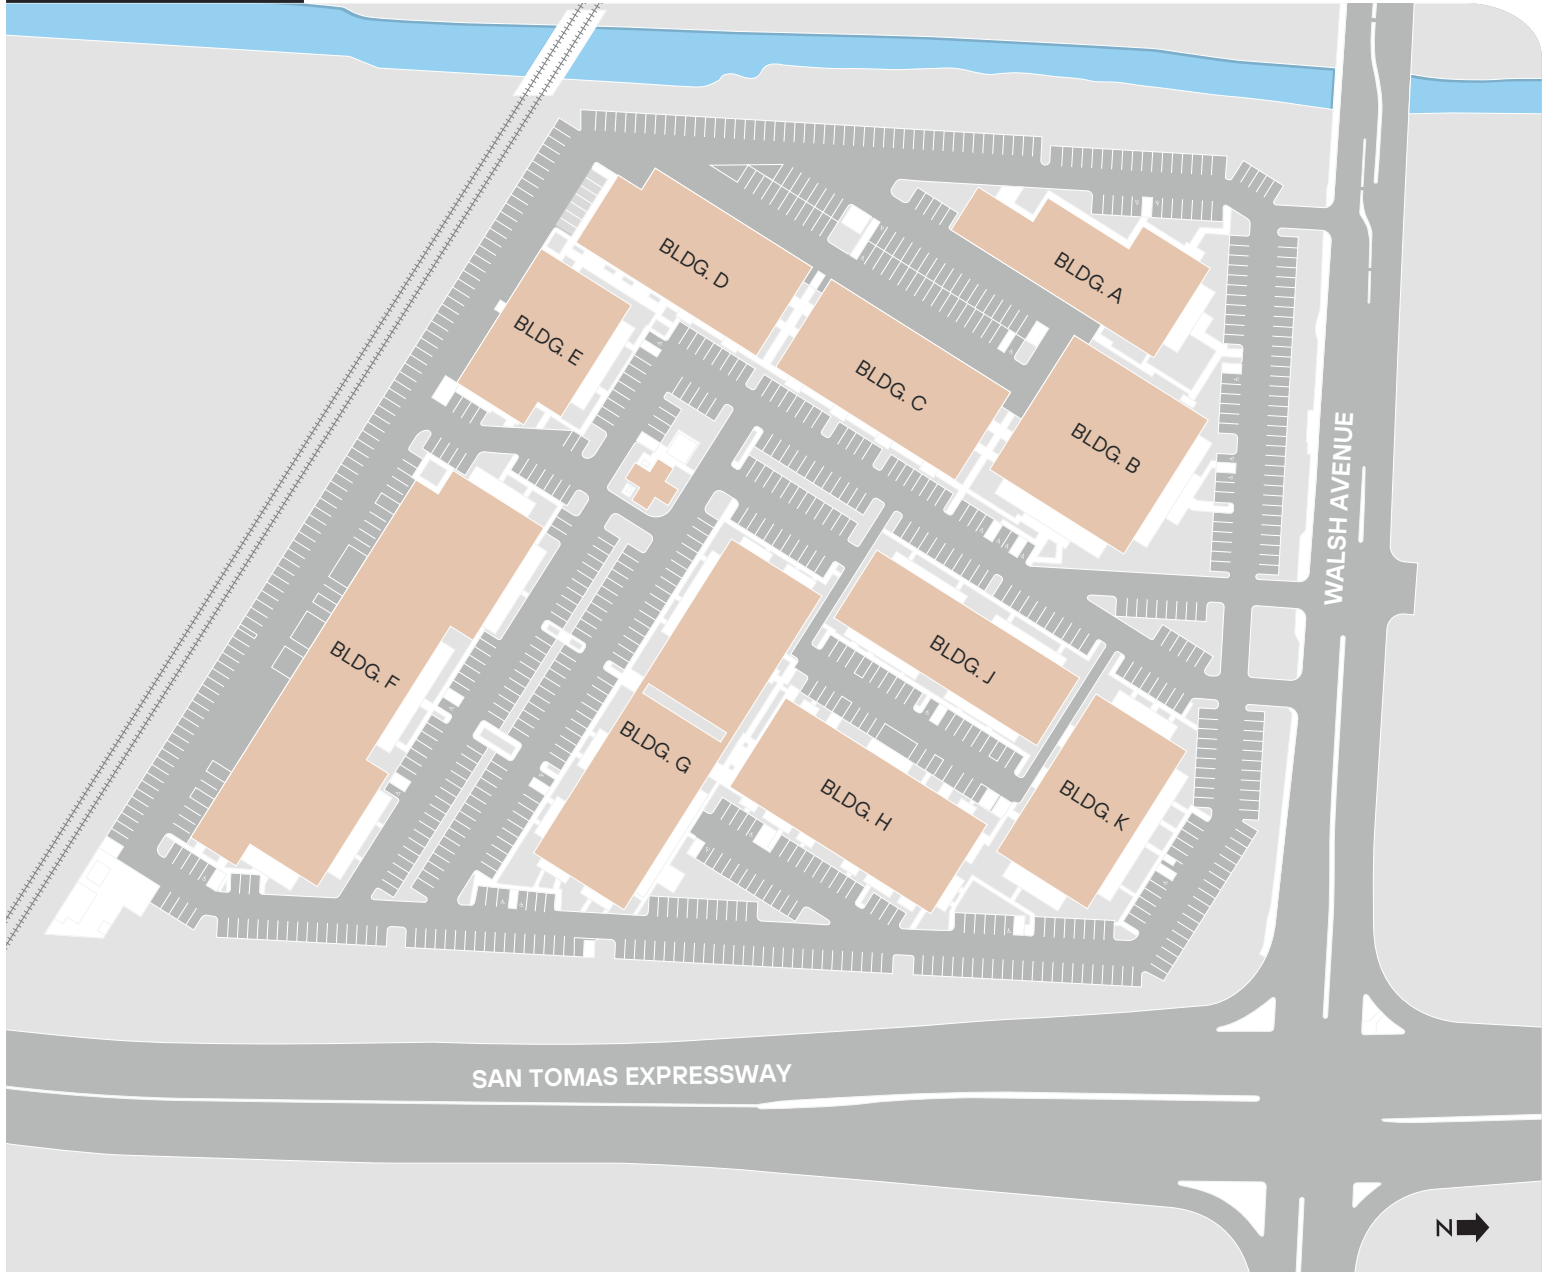 BLDG. D
BLDG. A
BLDG. E
BLDG. C
BLDG. B
WALSH AVENUE
BLDG. F
BLDG. J
BLDG. G
BLDG. H
BLDG. K
SAN TOMAS EXPRESSWAY
N